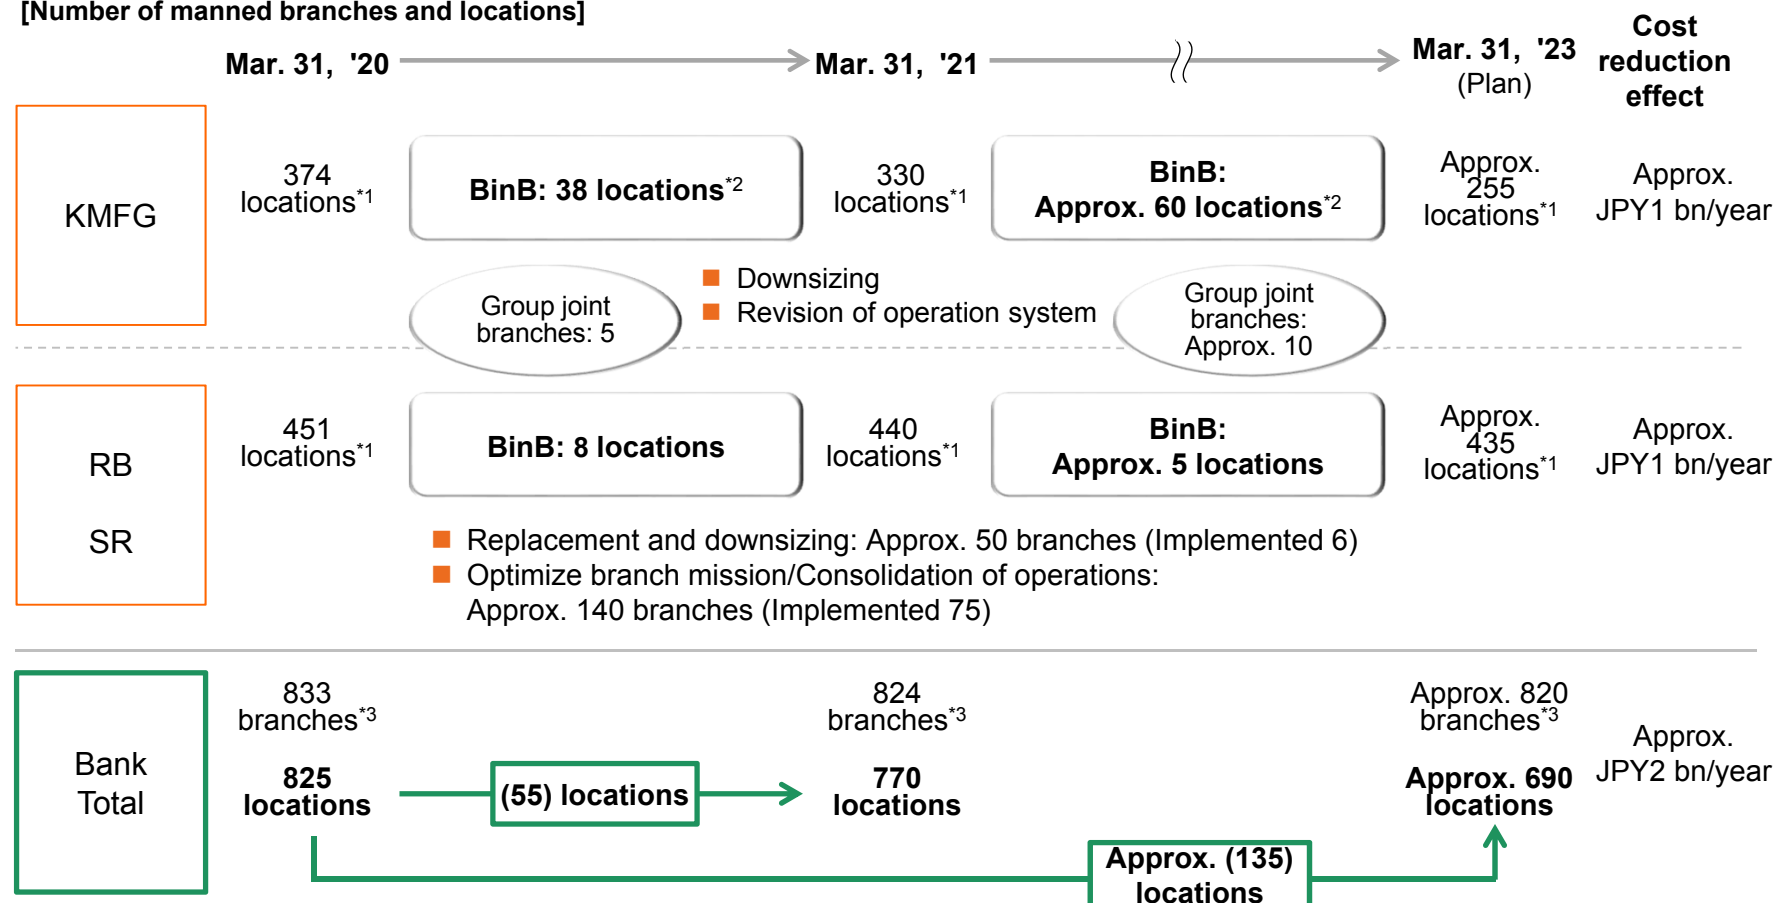 [Number of manned branches and locations]
Mar. 31, '20
Mar. 31, '21
Mar. 31, '23
(Plan)
Cost
reduction
effect
KMFG
374
locations*1
BinB: 38 locations*2
330
locations*1
BinB:
Approx. 60 locations*2
Approx.
255
locations*1
Approx.
JPY1 bn/year
Group joint
branches: 5
■ Downsizing
■ Revision of operation system
Group joint
branches:
Approx. 10
RB
SR
451
locations*1
BinB: 8 locations
440
locations*1
BinB:
Approx. 5 locations
Approx.
435
locations*1
Approx.
JPY1 bn/year
■ Replacement and downsizing: Approx. 50 branches (Implemented 6)
■ Optimize branch mission/Consolidation of operations:
Approx. 140 branches (Implemented 75)
Bank
Total
833
branches*3
824
branches*3
Approx. 820
branches*3
825
locations
(55) locations
770
locations
Approx. 690
locations
Approx.
JPY2 bn/year
Approx. (135)
locations